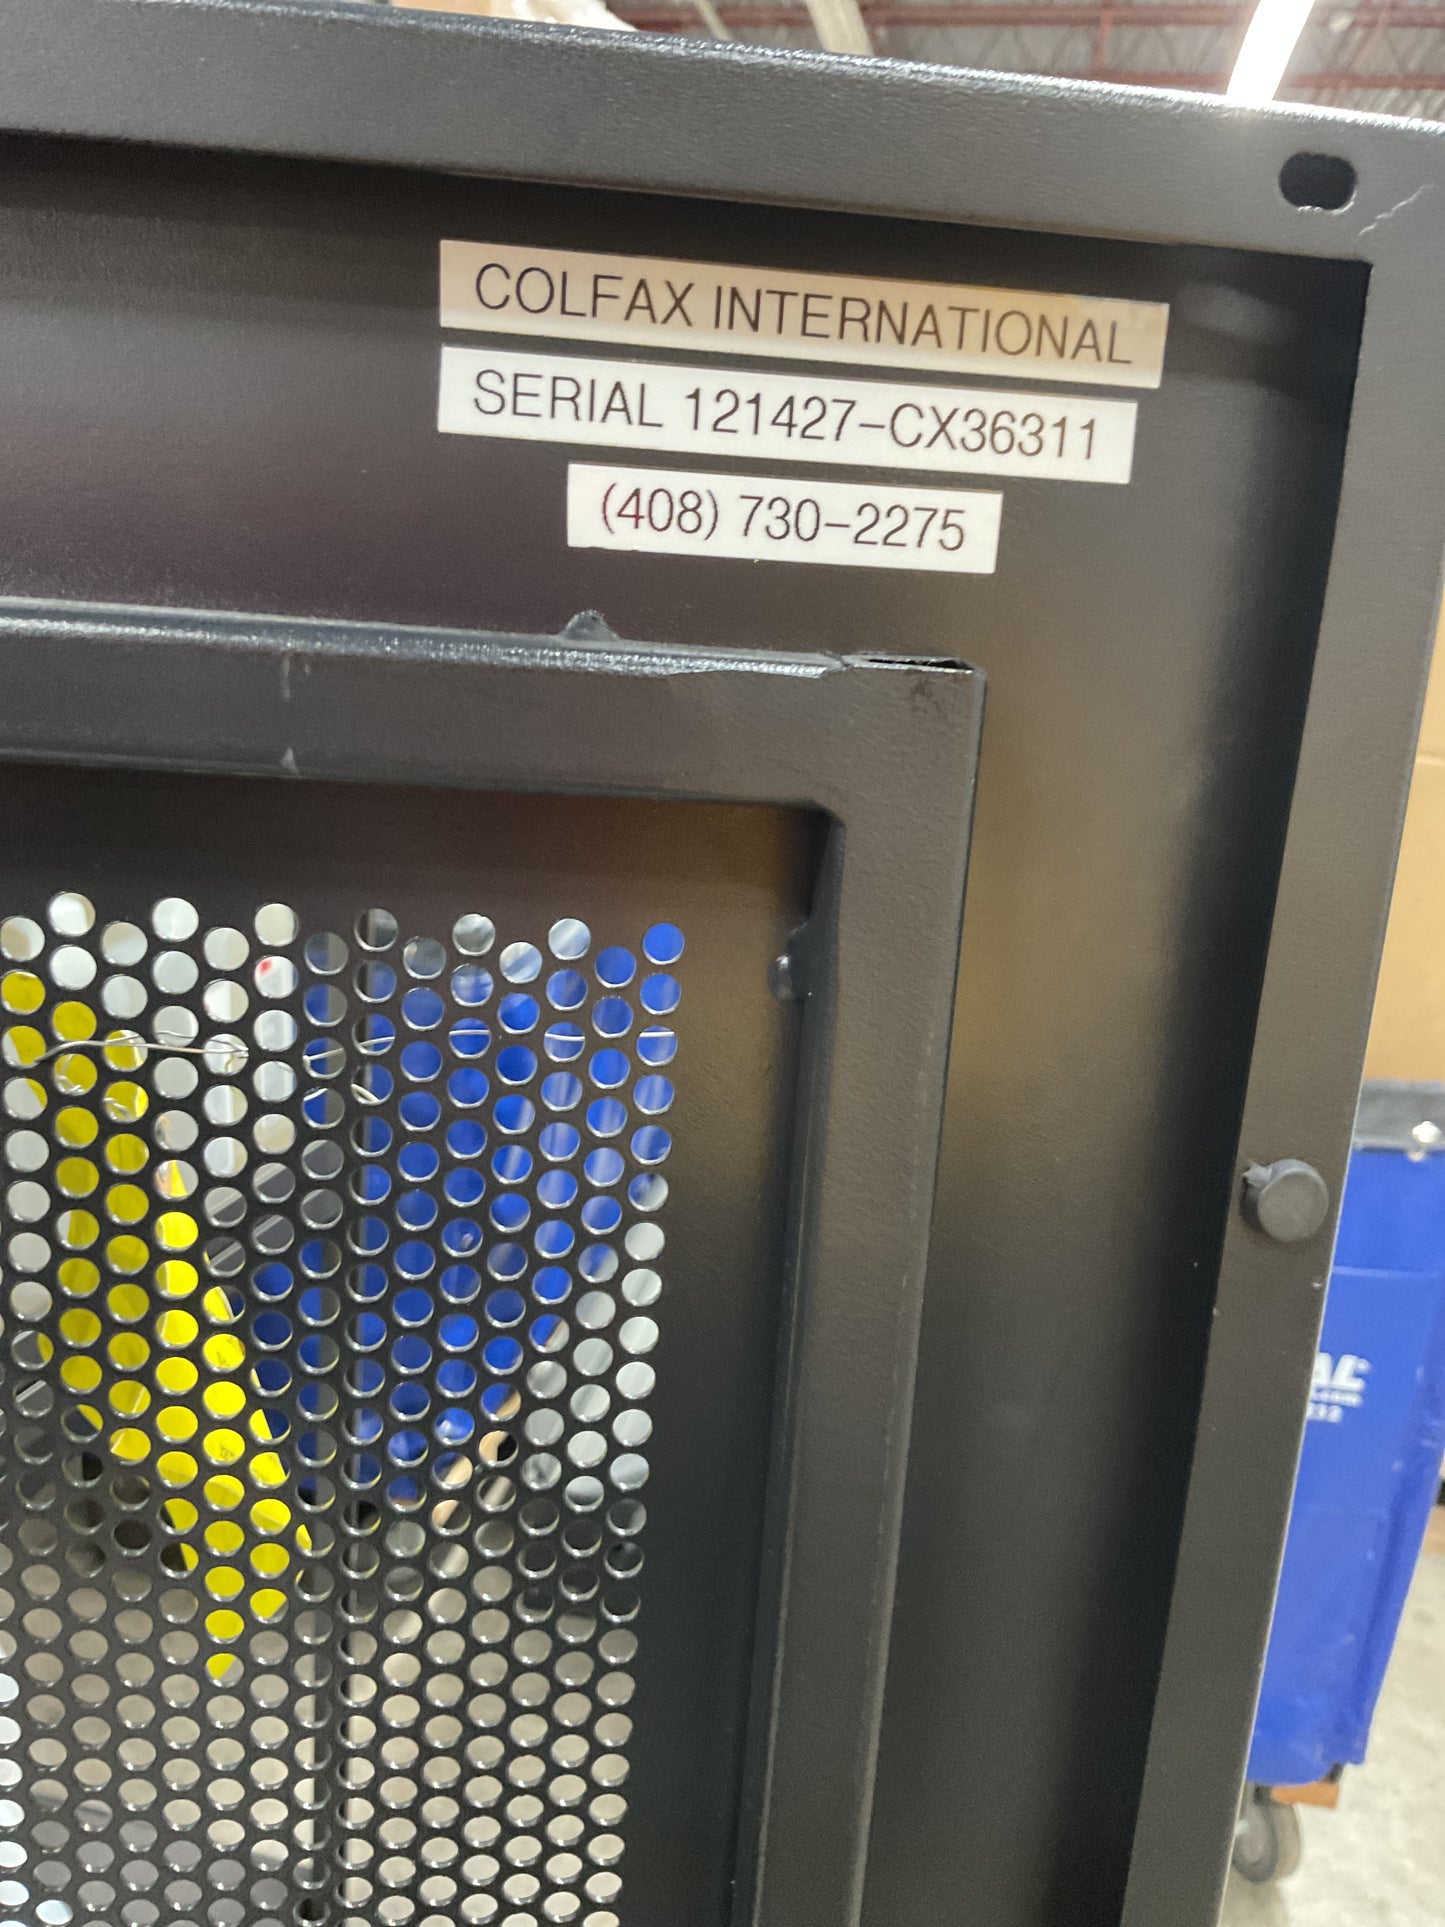 COLFAX INTERNATIONAL
SERIAL 121427-CX36311
(408) 730-2275